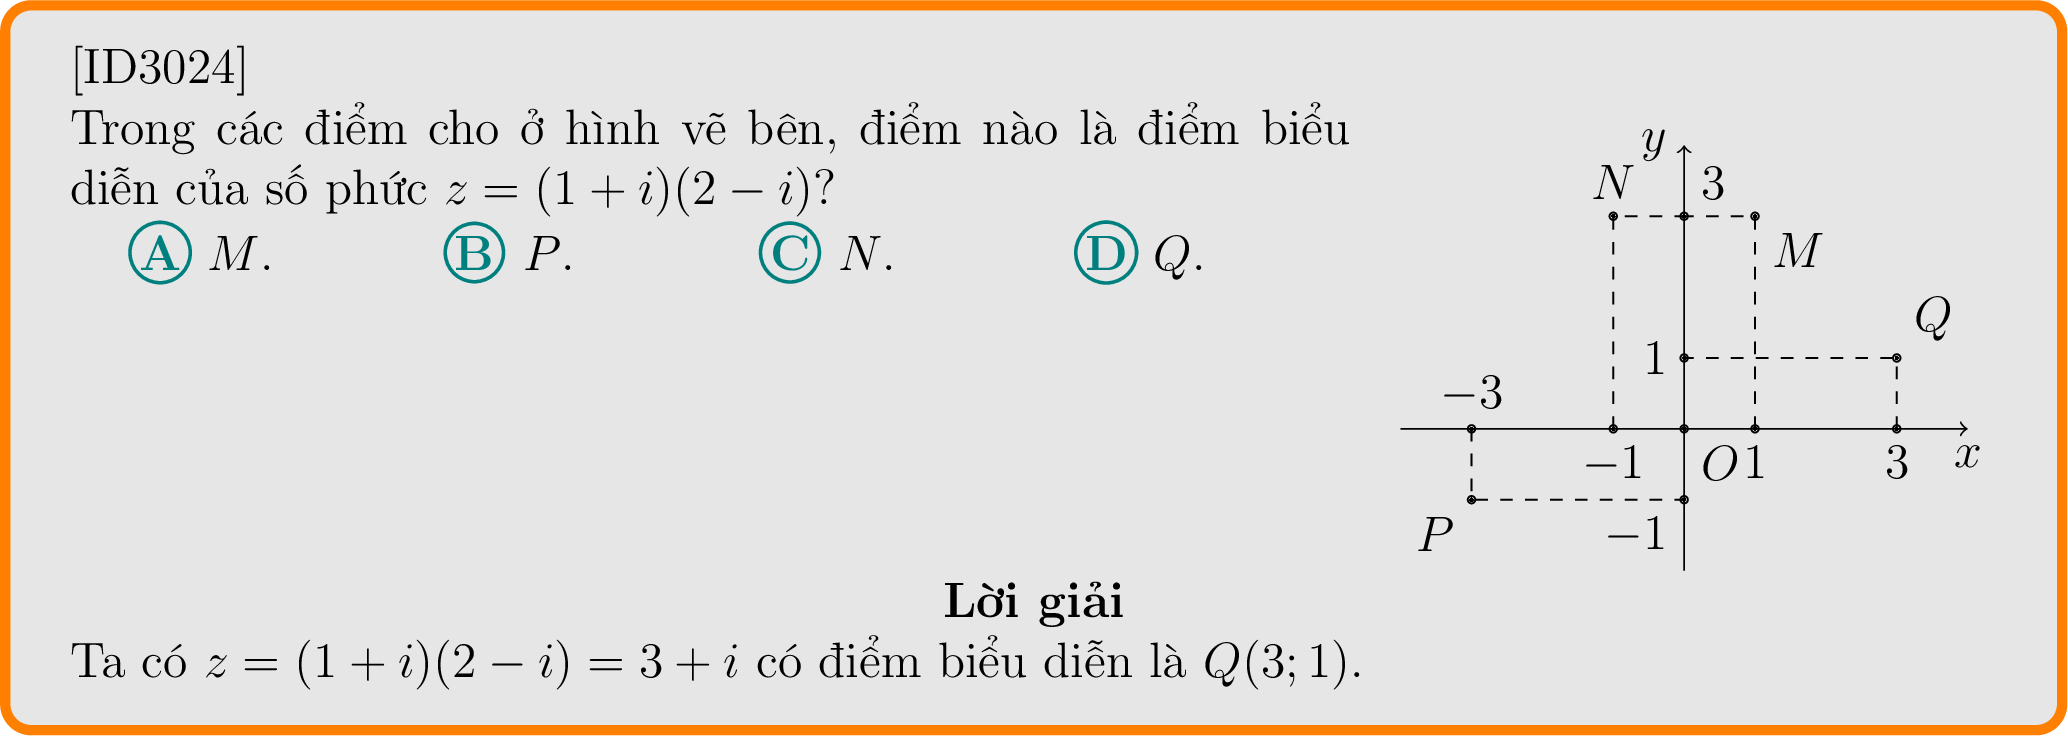 [ID3024]
Trong các điểm cho ở hình vẽ bên, điểm nào là điểm biểu
diễn của số phức z = (1 + i)(2 − i)?
A M. B P. C N. D Q.
y
N 3
M
Q
1
−3
−1 O 1 3 x
P −1
Lời giải
Ta có z = (1 + i)(2 − i) = 3 + i có điểm biểu diễn là Q(3; 1).